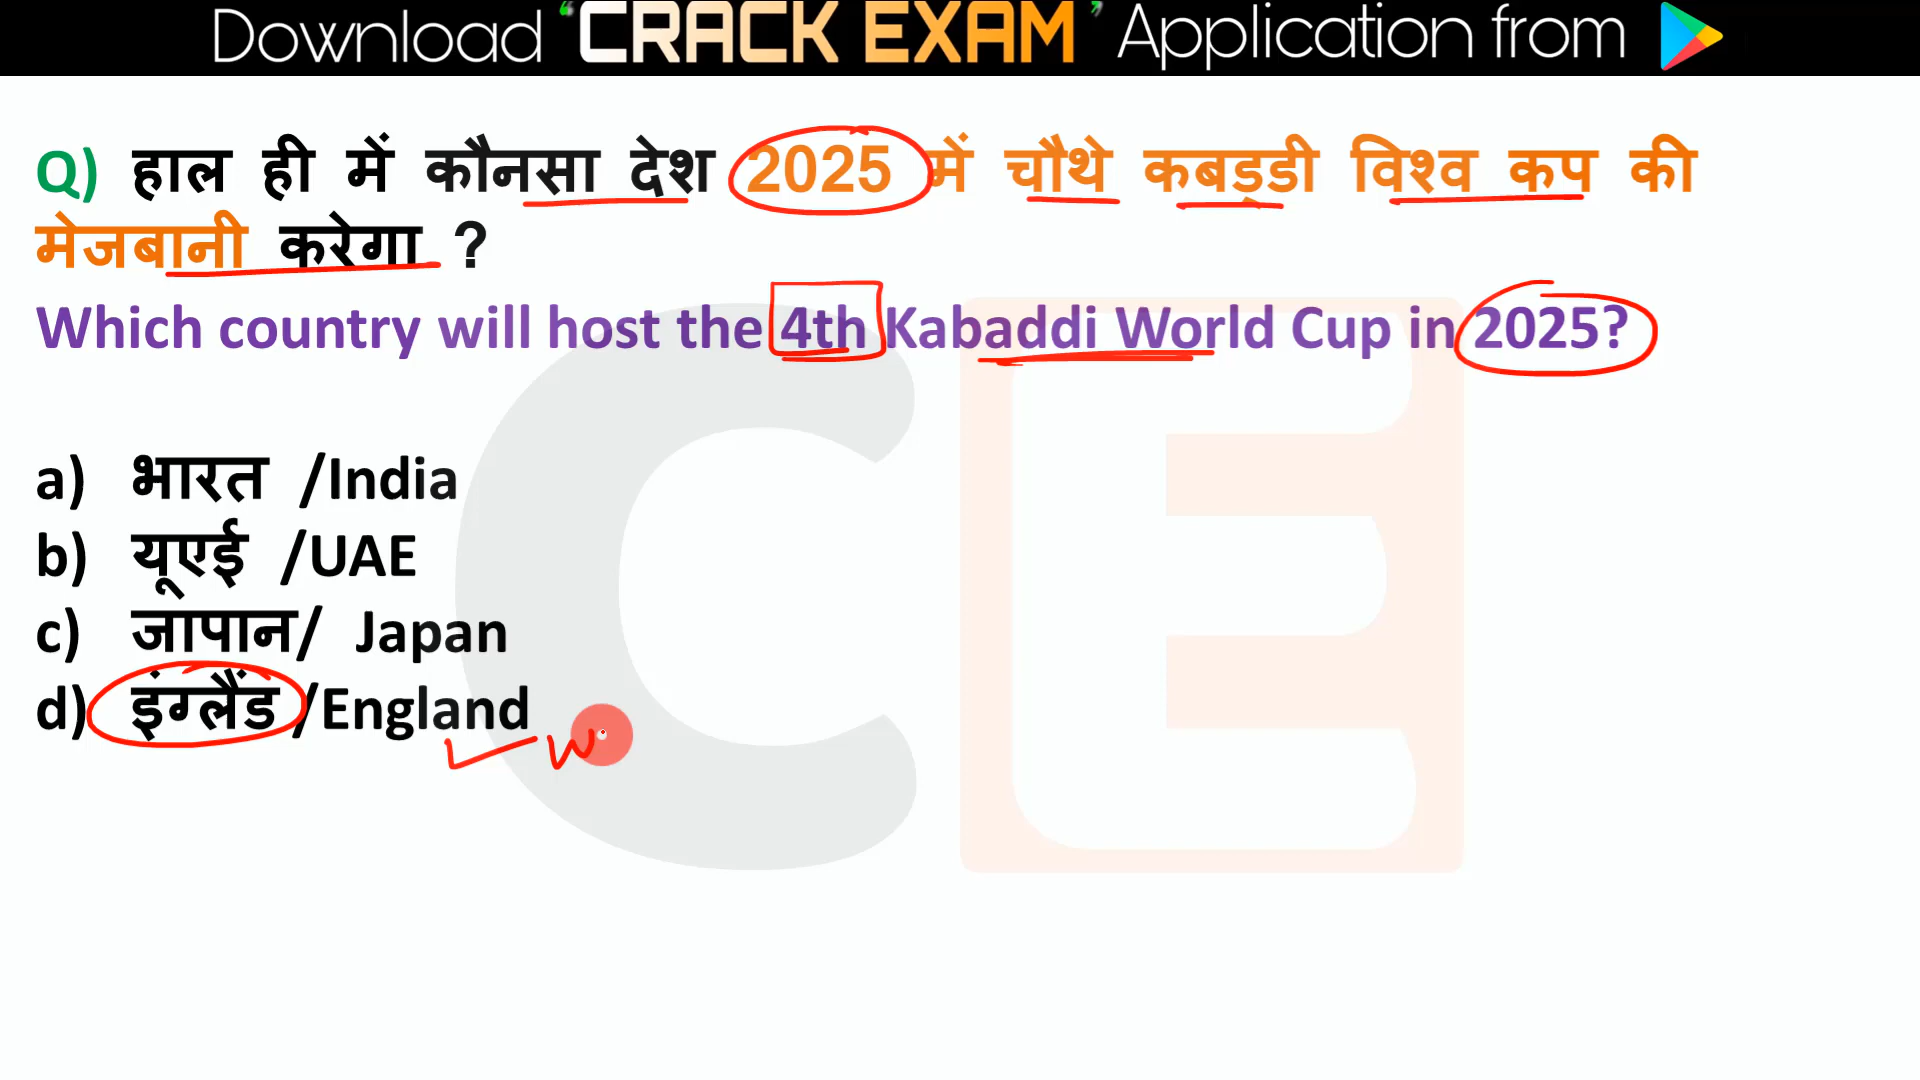 Download ‘CRACK EXAM’ Application from
Q) हाल ही में कौनसा देश 2025 में चौथे कबड्डी विश्व कप की
मेजबानी करेगा ?
Which country will host the 4th Kabaddi World Cup in 2025?
a) भारत /India
b) यूएई /UAE
c) जापान/ Japan
d) इंग्लैंड /England
CE